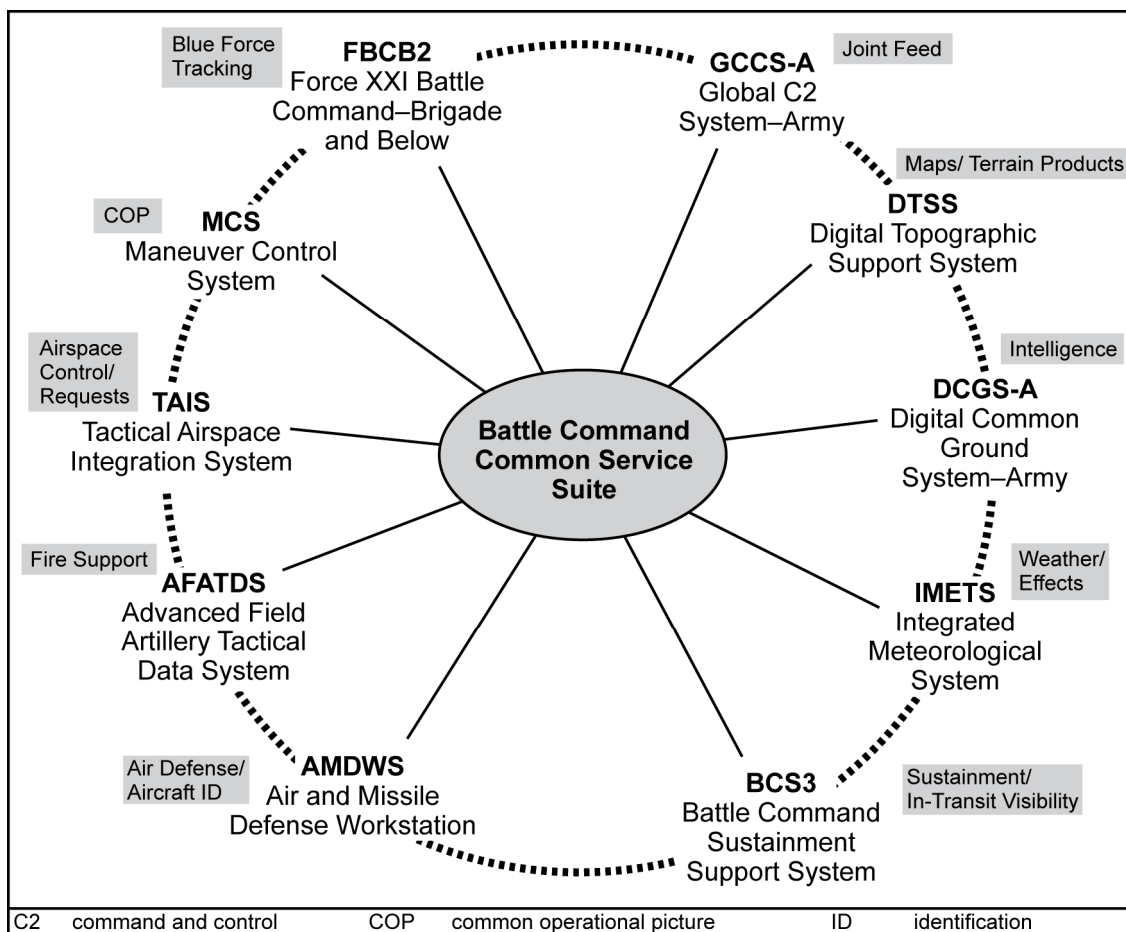 Blue Force
Tracking
FBCB2
Force XXI Battle
Command–Brigade
and Below
GCCS-A
Global C2
System–Army
Joint Feed
Maps/ Terrain Products
DTSS
Digital Topographic
Support System
COP
MCS
Maneuver Control
System
Airspace
Control/
Requests
TAIS
Tactical Airspace
Integration System
Battle Command
Common Service
Suite
Intelligence
DCGS-A
Digital Common
Ground
System–Army
Fire Support
AFATDS
Advanced Field
Artillery Tactical
Data System
Weather/
Effects
IMETS
Integrated
Meteorological
System
Air Defense/
Aircraft ID
AMDWS
Air and Missile
Defense Workstation
BCS3
Battle Command
Sustainment
Support System
Sustainment/
In-Transit Visibility
C2 command and control COP common operational picture ID identification